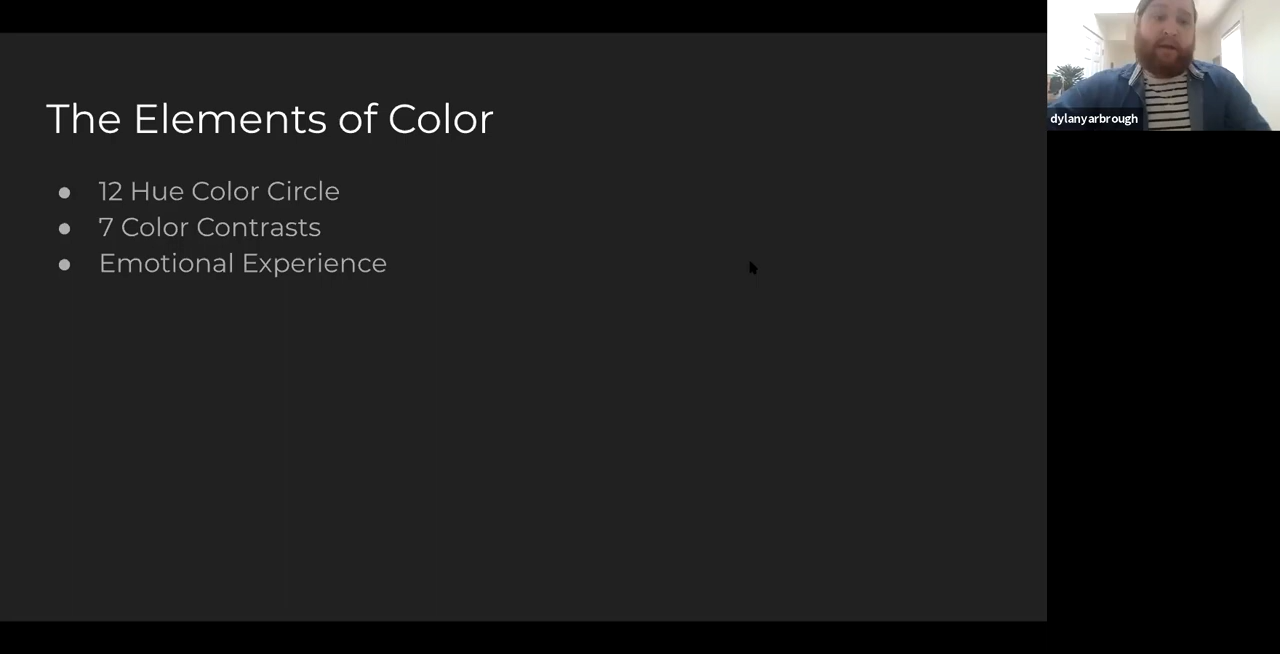 The Elements of Color
12 Hue Color Circle
7 Color Contrasts
Emotional Experience
dylanyarbrough